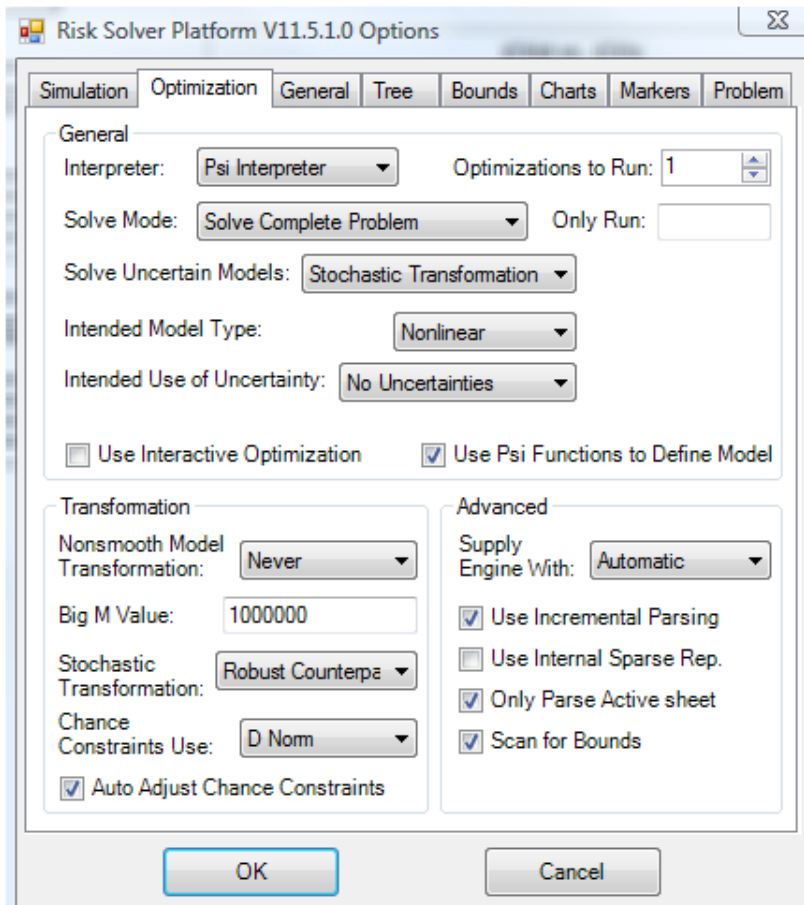 Risk Solver Platform V11.5.1.0 Options
Simulation Optimization General Tree Bounds Charts Markers Problem
General
Interpreter: Psi Interpreter Optimizations to Run: 1
Solve Mode: Solve Complete Problem Only Run:
Solve Uncertain Models: Stochastic Transformation
Intended Model Type: Nonlinear
Intended Use of Uncertainty: No Uncertainties
Use Interactive Optimization Use Psi Functions to Define Model
Transformation
Nonsmooth Model
Transformation: Never
Big M Value: 1000000
Stochastic
Transformation: Robust Counterpa
Chance
Constraints Use: D Norm
Auto Adjust Chance Constraints
Advanced
Supply
Engine With: Automatic
Use Incremental Parsing
Use Internal Sparse Rep.
Only Parse Active sheet
Scan for Bounds
OK Cancel